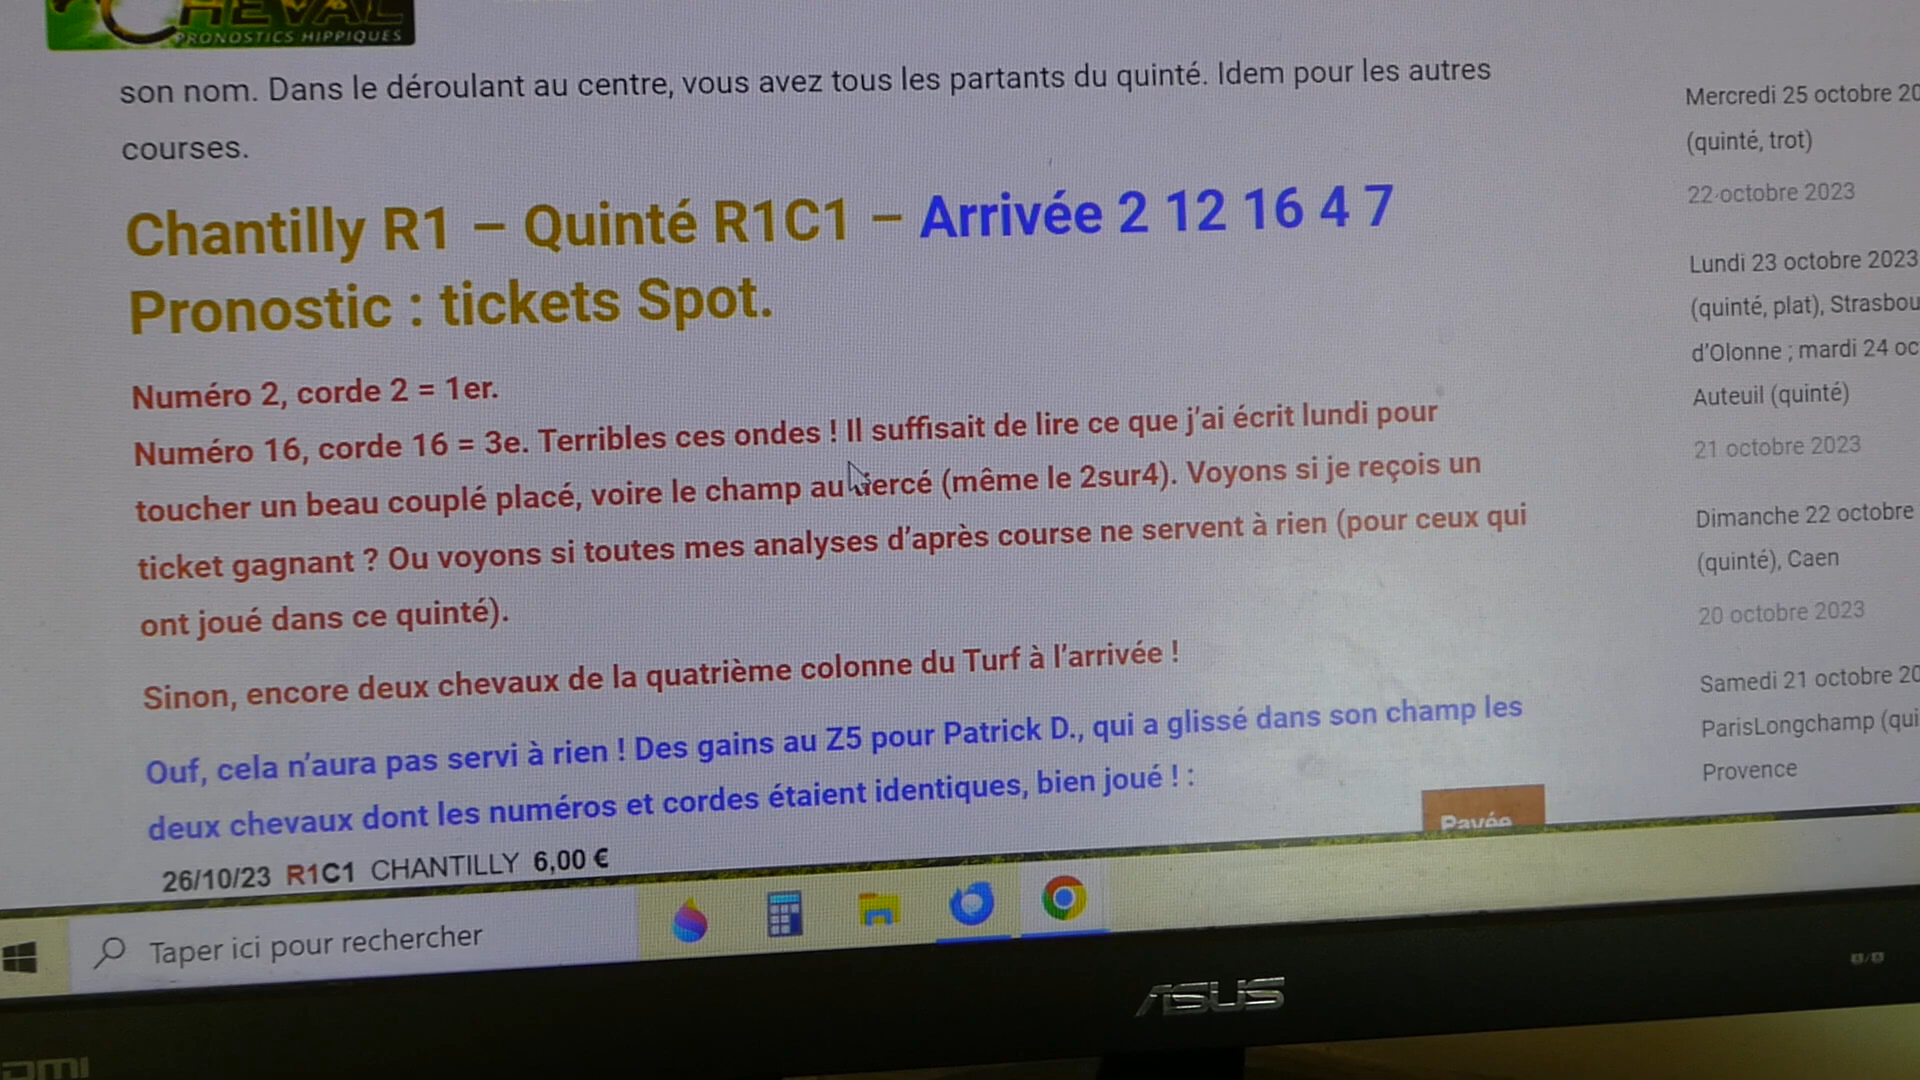 CHEVAL
PRONOSTICS HIPPIQUES
son nom. Dans le déroulant au centre, vous avez tous les partants du quinté. Idem pour les autres
courses.
Chantilly R1 – Quinté R1C1 – Arrivée 2 12 16 4 7
Pronostic : tickets Spot.
Numéro 2, corde 2 = 1er.
Numéro 16, corde 16 = 3e. Terribles ces ondes ! Il suffisait de lire ce que j'ai écrit lundi pour
toucher un beau couplé placé, voire le champ au tiercé (même le 2sur4). Voyons si je reçois un
ticket gagnant ? Ou voyons si toutes mes analyses d'après course ne servent à rien (pour ceux qui
ont joué dans ce quinté).
Sinon, encore deux chevaux de la quatrième colonne du Turf à l'arrivée !
Ouf, cela n'aura pas servi à rien ! Des gains au Z5 pour Patrick D., qui a glissé dans son champ les
deux chevaux dont les numéros et cordes étaient identiques, bien joué ! :
Payée
26/10/23 R1C1 CHANTILLY 6,00 €
Mercredi 25 octobre 20
(quinté, trot)
22 octobre 2023
Lundi 23 octobre 2023
(quinté, plat), Strasbou
d'Olonne ; mardi 24 oc
Auteuil (quinté)
21 octobre 2023
Dimanche 22 octobre
(quinté), Caen
20 octobre 2023
Samedi 21 octobre 20
ParisLongchamp (qui
Provence
Taper ici pour rechercher
ASUS